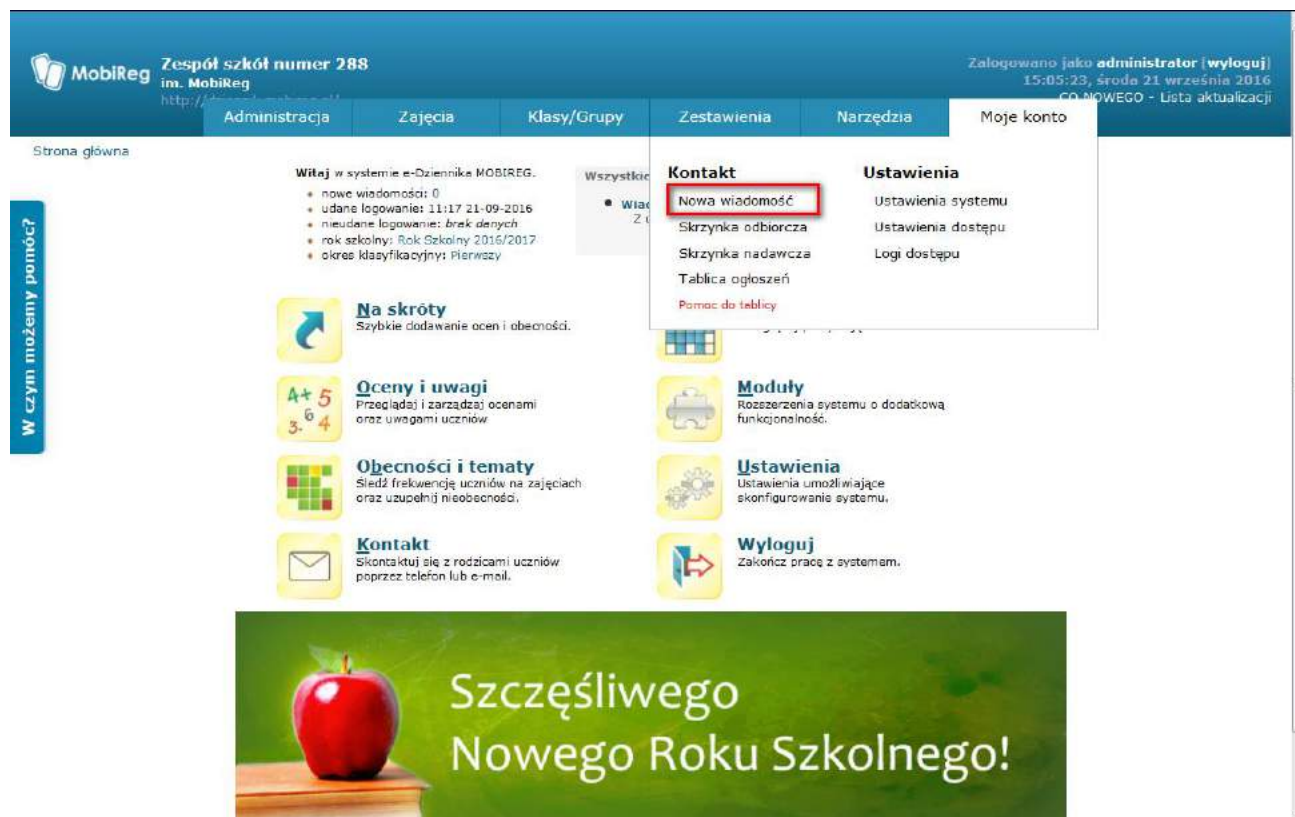 MobiReg
Zespół szkół numer 288
im. MobiReg
Zalogowano jako administrator [wyloguj]
15:05:23, środa 21 września 2016
CO NOWEGO - Lista aktualizacji
Administracja
Zajęcia
Klasy/Grupy
Zestawienia
Narzędzia
Moje konto
Strona główna
W czym możemy pomóc?
Witaj w systemie e-Dziennika MOBIREG.
nowe wiadomości: 0
udane logowanie: 11:17 21-09-2016
nieudane logowanie: brak danych
rok szkolny: Rok Szkolny 2016/2017
okres klasyfikacyjny: Pierwszy
Kontakt
Nowa wiadomość
Skrzynka odbiorcza
Skrzynka nadawcza
Tablica ogłoszeń
Pomoc do tablicy
Ustawienia
Ustawienia systemu
Ustawienia dostępu
Logi dostępu
Na skróty
Szybkie dodawanie ocen i obecności.
Oceny i uwagi
Przeglądaj i zarządzaj ocenami
oraz uwagami uczniów
Moduły
Rozszerzenia systemu o dodatkową
funkcjonalność.
Obecności i tematy
Śledź frekwencję uczniów na zajęciach
oraz uzupełnij nieobecności.
Ustawienia
Ustawienia umożliwiające
skonfigurowanie systemu.
Kontakt
Skontaktuj się z rodzicami uczniów
poprzez telefon lub e-mail.
Wyloguj
Zakończ pracę z systemem.
Szczęśliwego
Nowego Roku Szkolnego!